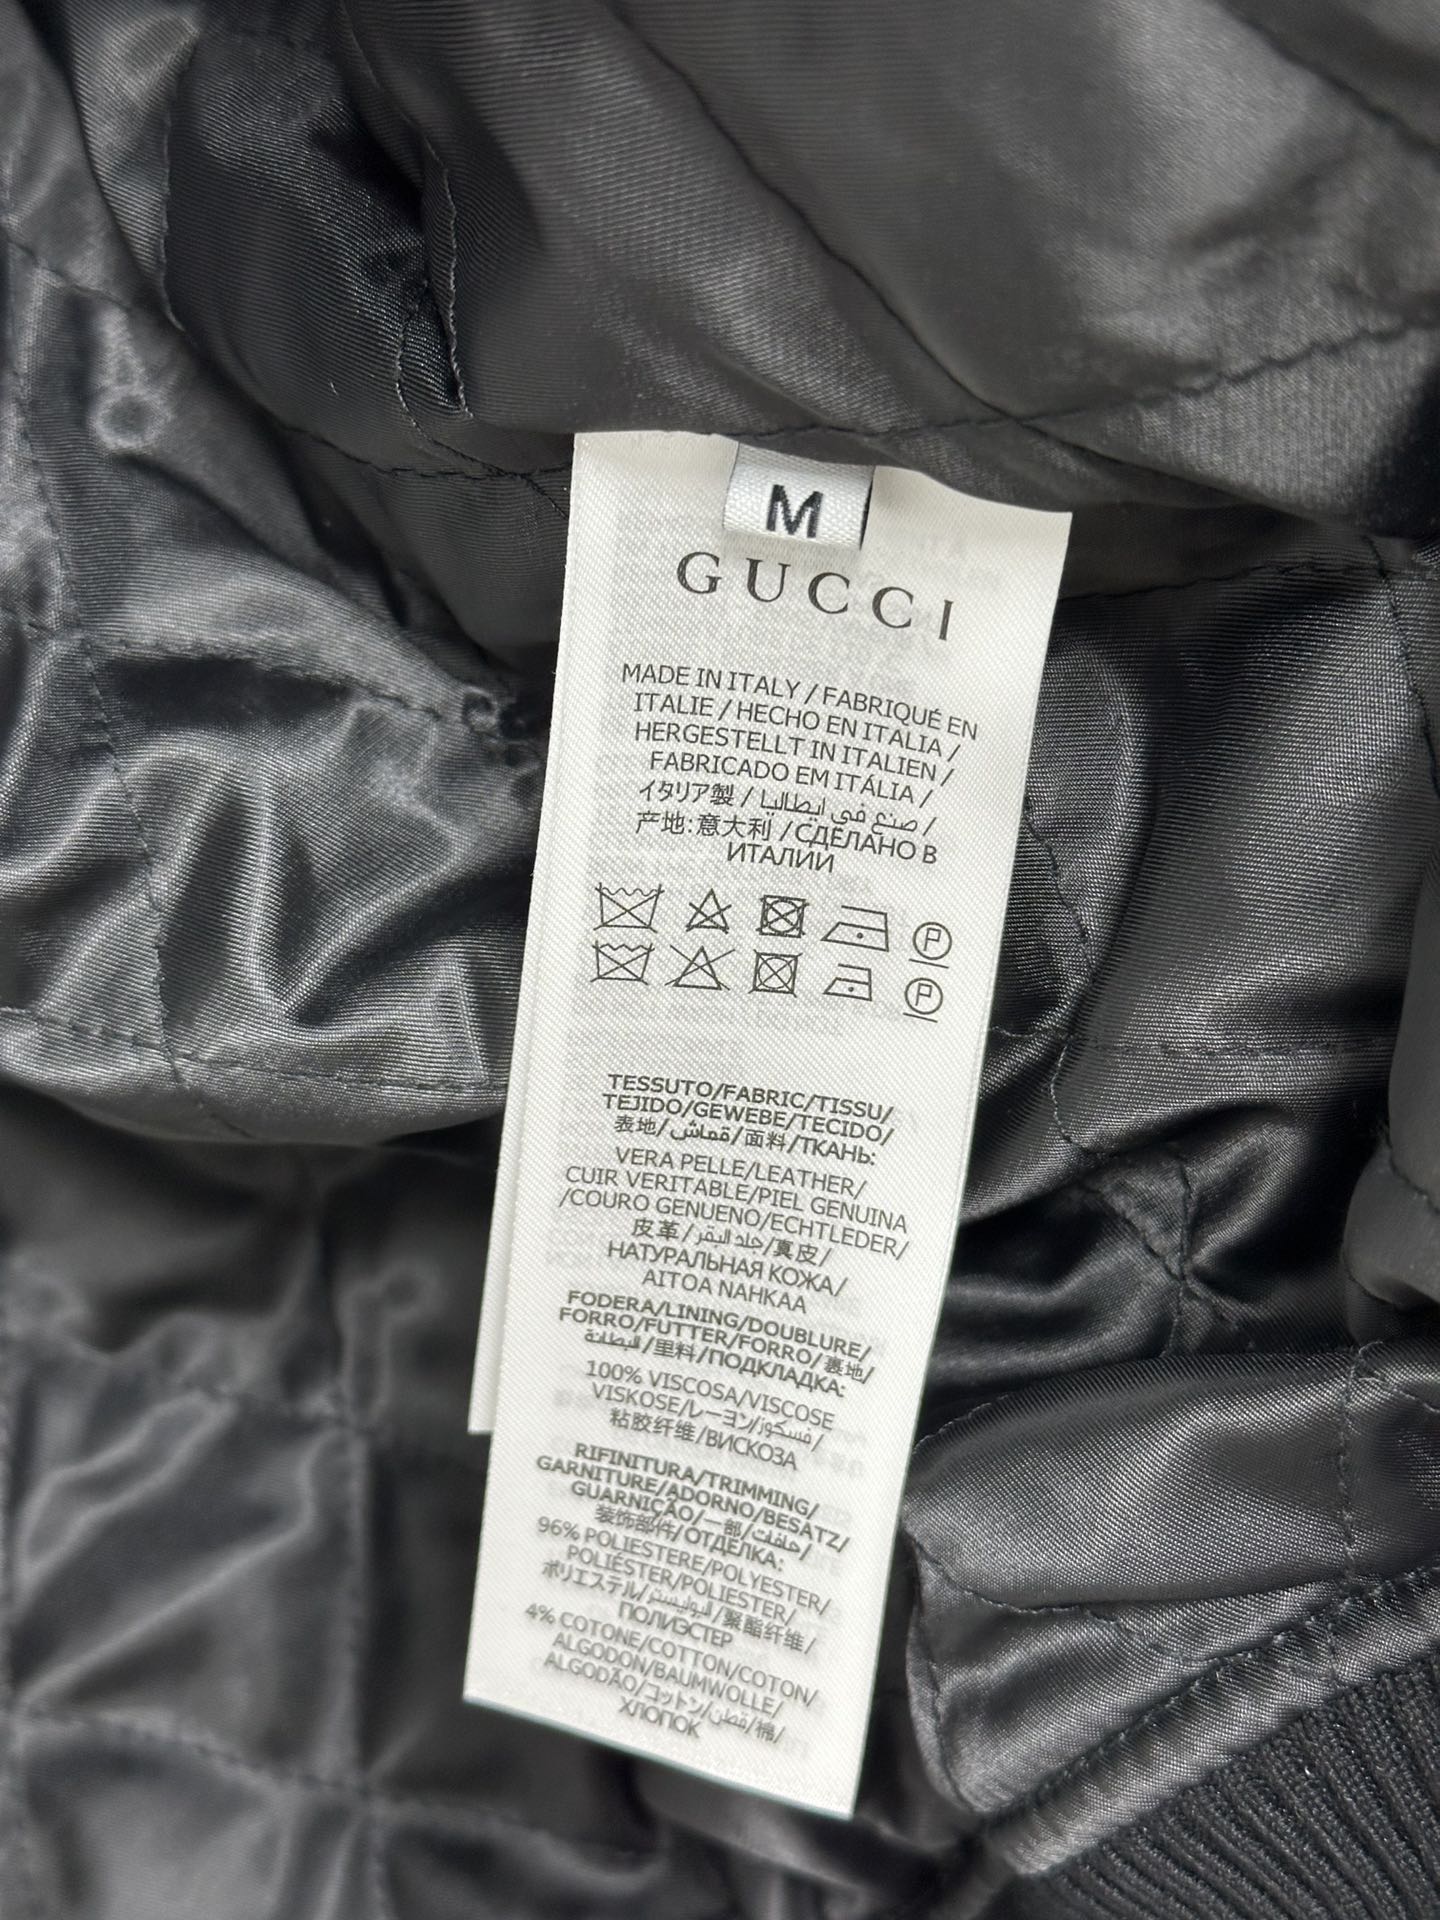 M
GUCCI
MADE IN ITALY / FABRIQUÉ EN
ITALIE / HECHO EN ITALIA /
HERGESTELLT IN ITALIEN /
FABRICADO EM ITÁLIA /
イタリア製 / صنع في إيطاليا /
产地:意大利 /СДЕЛАНО В
ИТАЛИИ
P
P
TESSUTO/FABRIC/TISSU/
TEJIDO/GEWEBE/TECIDO/
表地/قماش/面料/ТКАНЬ:
VERA PELLE/LEATHER/
CUIR VERITABLE/PIEL GENUINA
/COURO GENUENO/ECHTLEDER/
皮革/جلد البقر/真皮/
НАТУРАЛЬНАЯ КОЖА/
AITOA NAHKAA
FODERA/LINING/DOUBLURE/
FORRO/FUTTER/FORRO/裏地/
البطانة/里料/ПОДКЛАДКА:
100% VISCOSA/VISCOSE
VISKOSE/レーヨン/فسكوز/
粘胶纤维/ВИСКОЗА
RIFINITURA/TRIMMING/
GARNITURE/ADORNO/BESATZ/
GUARNIÇÃO/一部/حلقات/
装饰部件/ОТДЕЛКА:
96% POLIESTERE/POLYESTER/
POLIÉSTER/POLIESTER/
ポリエステル/البوليستر/聚酯纤维/
ПОЛИЭСТЕР
4% COTONE/COTTON/COTON/
ALGODON/BAUMWOLLE/
ALGODÃO/コットン/قطن/棉/
ХЛОПОК